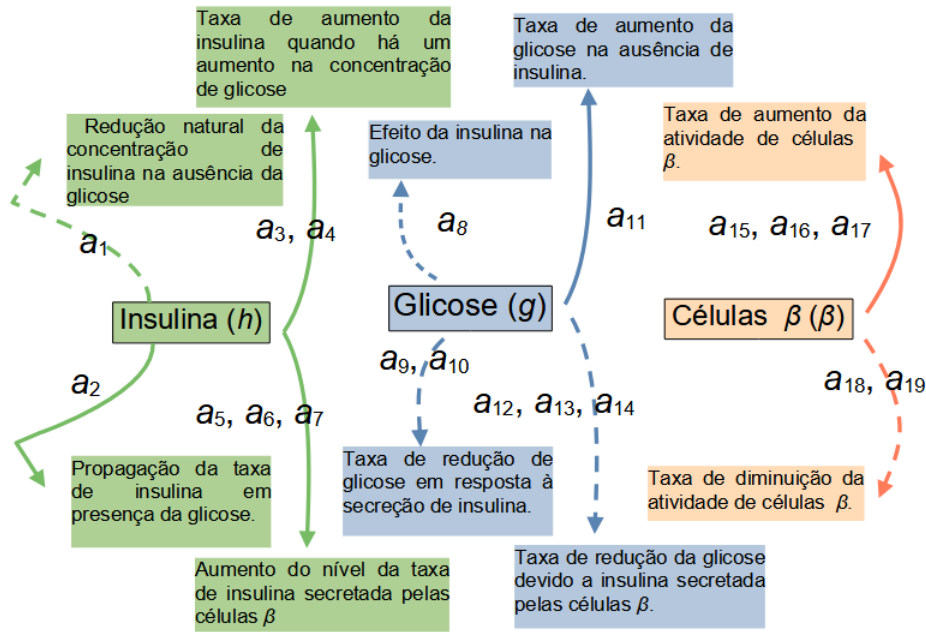 Taxa de aumento da
insulina quando há um
aumento na concentração
de glicose
Taxa de aumento da
glicose na ausência de
insulina.
Redução natural da
concentração de
insulina na ausência da
glicose
Efeito da insulina na
glicose.
Taxa de aumento da
atividade de células
β.
a1
a3, a4
a8
a11
a15, a16, a17
Insulina (h)
Glicose (g)
Células β (β)
a2
a5, a6, a7
a9, a10
a12, a13, a14
a18, a19
Propagação da taxa
de insulina em
presença da glicose.
Taxa de redução de
glicose em resposta à
secreção de insulina.
Taxa de diminuição da
atividade de células β.
Aumento do nível da taxa
de insulina secretada pelas
células β
Taxa de redução da glicose
devido a insulina secretada
pelas células β.